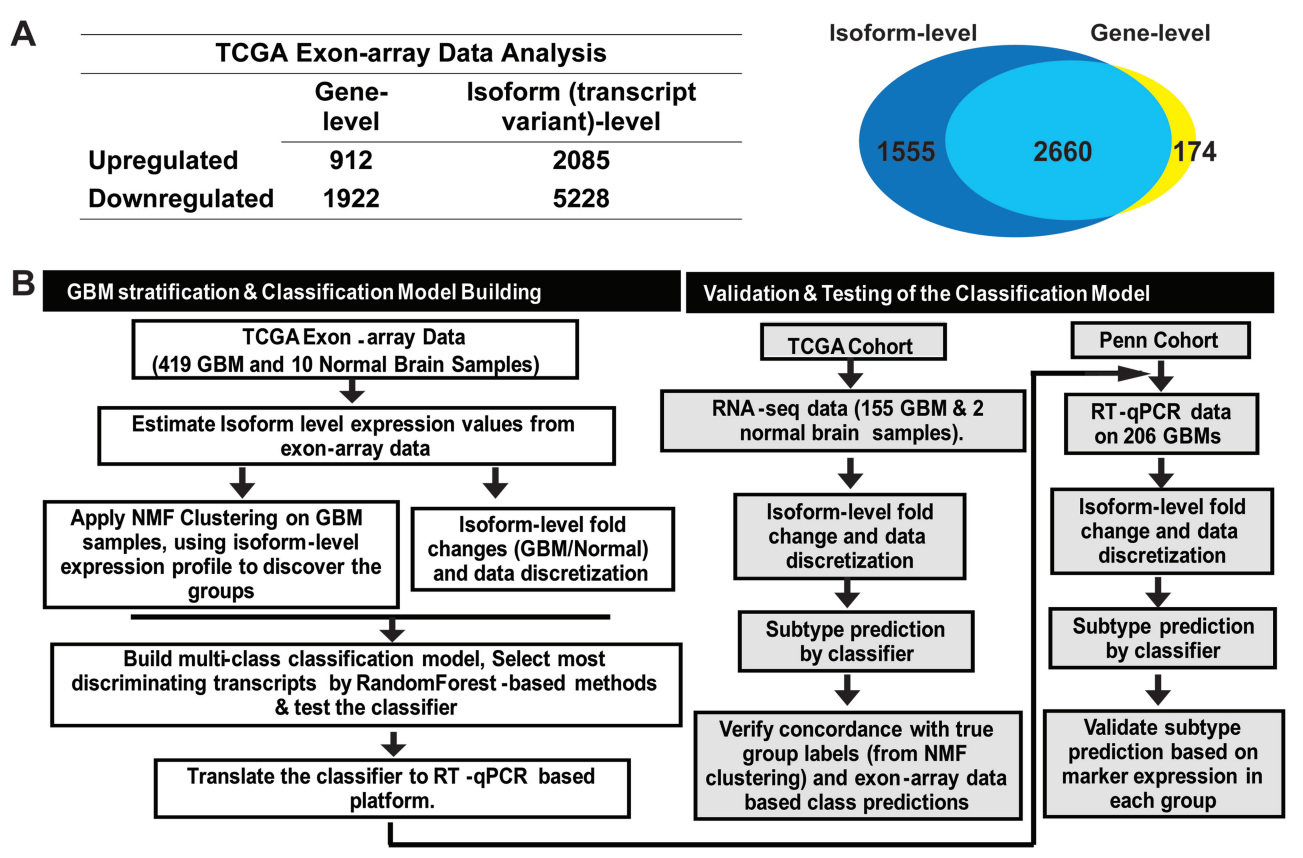 A
TCGA Exon-array Data Analysis
Gene-
level
Isoform (transcript
variant)-level
Upregulated 912 2085
Downregulated 1922 5228
Isoform-level Gene-level
1555 2660 174
B
GBM stratification & Classification Model Building
TCGA Exon - array Data
(419 GBM and 10 Normal Brain Samples)
Estimate Isoform level expression values from
exon-array data
Apply NMF Clustering on GBM
samples, using isoform-level
expression profile to discover the
groups
Isoform-level fold
changes (GBM/Normal)
and data discretization
Build multi-class classification model, Select most
discriminating transcripts by RandomForest -based methods
& test the classifier
Translate the classifier to RT -qPCR based
platform.
Validation & Testing of the Classification Model
TCGA Cohort
RNA -seq data (155 GBM & 2
normal brain samples).
Isoform-level fold
change and data
discretization
Subtype prediction
by classifier
Verify concordance with true
group labels (from NMF
clustering) and exon-array data
based class predictions
Penn Cohort
RT-qPCR data
on 206 GBMs
Isoform-level fold
change and data
discretization
Subtype prediction
by classifier
Validate subtype
prediction based on
marker expression in
each group